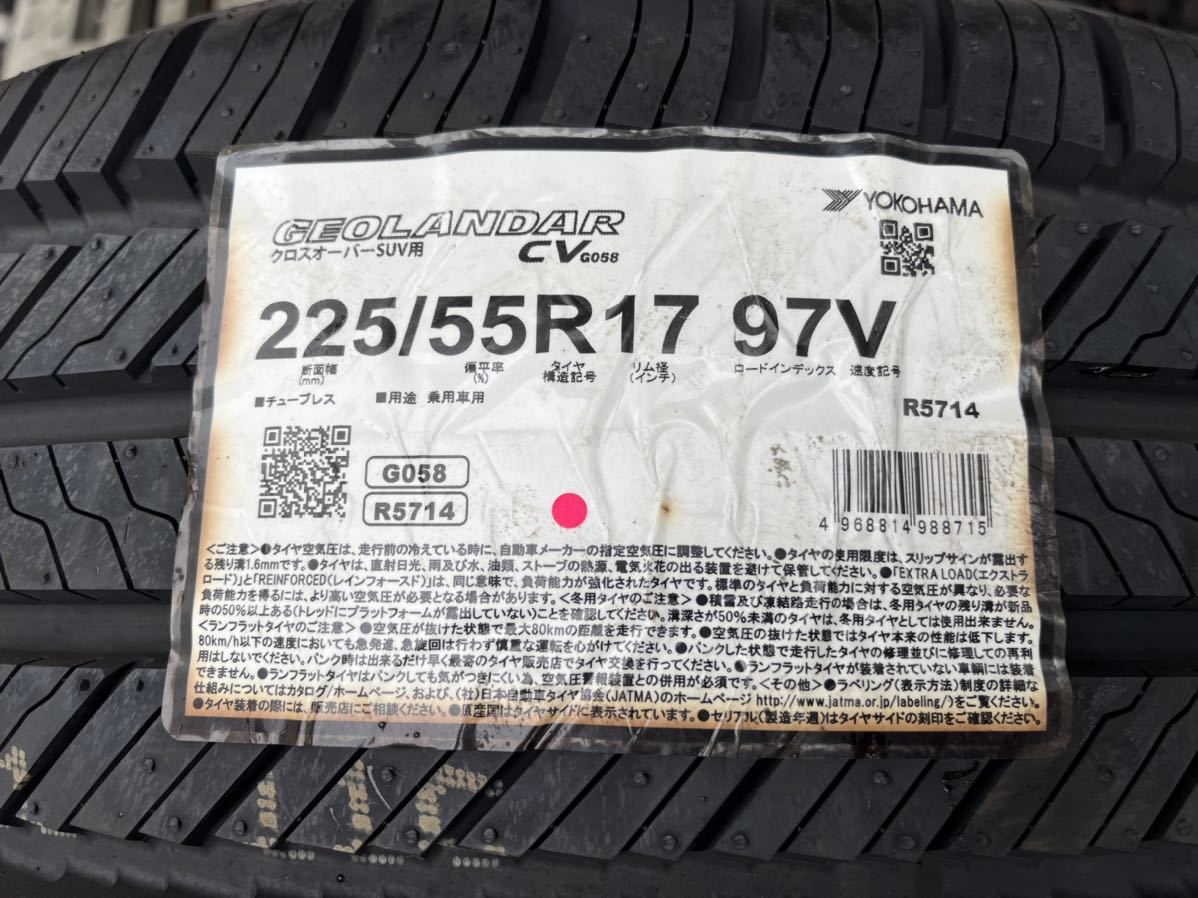 YOKOHAMA
GEOLANDAR
クロスオーバーSUV用 CV G058
225/55R17 97V
断面幅(mm) 偏平率(%) タイヤ構造記号 リム径(インチ) ロードインデックス 速度記号
■チューブレス ■用途 乗用車用
R5714
G058
R5714
4968814988715
<ご注意>●タイヤ空気圧は、走行前の冷えている時に、自動車メーカーの指定空気圧に調整してください。●タイヤの使用限度は、スリップサインが露出す
る残り溝1.6mmです。●タイヤは、直射日光、雨及び水、油類、ストーブの熱源、電気火花の出る装置を避けて保管してください。●「EXTRA LOAD(エクストラ
ロード)」と「REINFORCED(レインフォースド)」は、同じ意味で、負荷能力が強化されたタイヤです。標準のタイヤと負荷能力に対する空気圧が異なり、必要な
負荷能力を得るには、より高い空気圧が必要となる場合があります。<冬用タイヤのご注意>●積雪及び凍結路走行の場合は、冬用タイヤの残り溝が新品
時の50%以上ある(トレッドにプラットフォームが露出していない)ことを確認してください。溝深さが50%未満のタイヤは、冬用タイヤとしては使用出来ません。
<ランフラットタイヤのご注意>●空気圧が抜けた状態で最大80kmの距離を走行できます。●空気圧の抜けた状態ではタイヤ本来の性能は低下します。
80km/h以下の速度においても急発進、急旋回は行わず慎重な運転を心がけてください。●パンクした状態で走行したタイヤの修理並びに修理しての再利
用はしないでください。パンク時は出来るだけ早く最寄のタイヤ販売店でタイヤ交換を行ってください。●ランフラットタイヤが装着されていない車輌には装着
できません。●ランフラットタイヤはパンクしても気がつきにくい為、空気圧警報装置との併用が必須です。<その他>●ラベリング(表示方法)制度の詳細な
仕組みについてはカタログ/ホームページ、および、(社)日本自動車タイヤ協会(JATMA)のホームページ http://www.jatma.or.jp/labeling/)をご覧ください。
●タイヤ装着の際には、販売店にご相談ください。●原産国はタイヤサイドに表示されています。●セリアル(製造年週)はタイヤサイドの刻印をご確認ください。